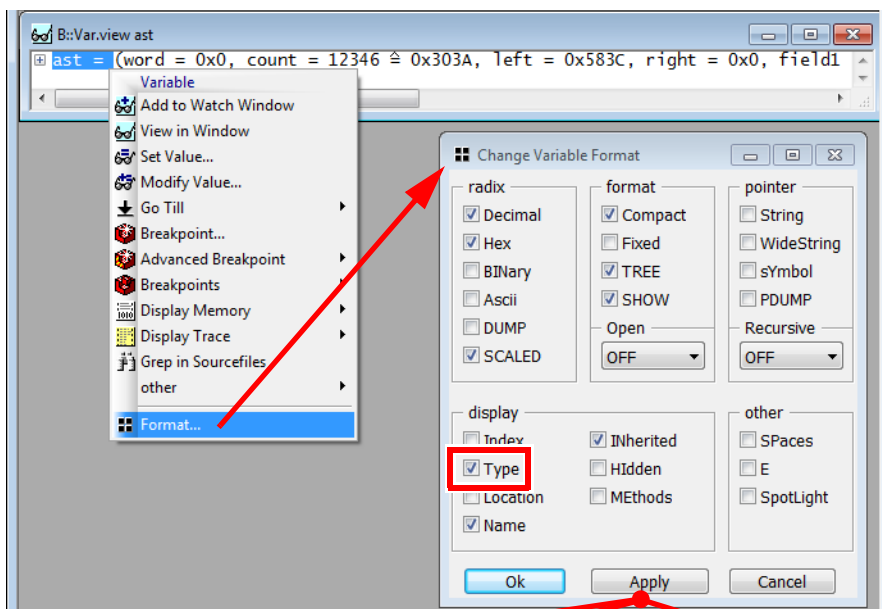 B::Var.view ast
ast = (word = 0x0, count = 12346 ≙ 0x303A, left = 0x583C, right = 0x0, field1
Variable
Add to Watch Window
View in Window
Set Value...
Modify Value...
Go Till
Breakpoint...
Advanced Breakpoint
Breakpoints
Display Memory
Display Trace
Grep in Sourcefiles
other
Format...
Change Variable Format
radix
Decimal
Hex
BINary
Ascii
DUMP
SCALED
format
Compact
Fixed
TREE
SHOW
Open
OFF
pointer
String
WideString
sYmbol
PDUMP
Recursive
OFF
display
Index
Type
Location
Name
INherited
HIdden
MEthods
other
SPaces
E
SpotLight
Ok
Apply
Cancel